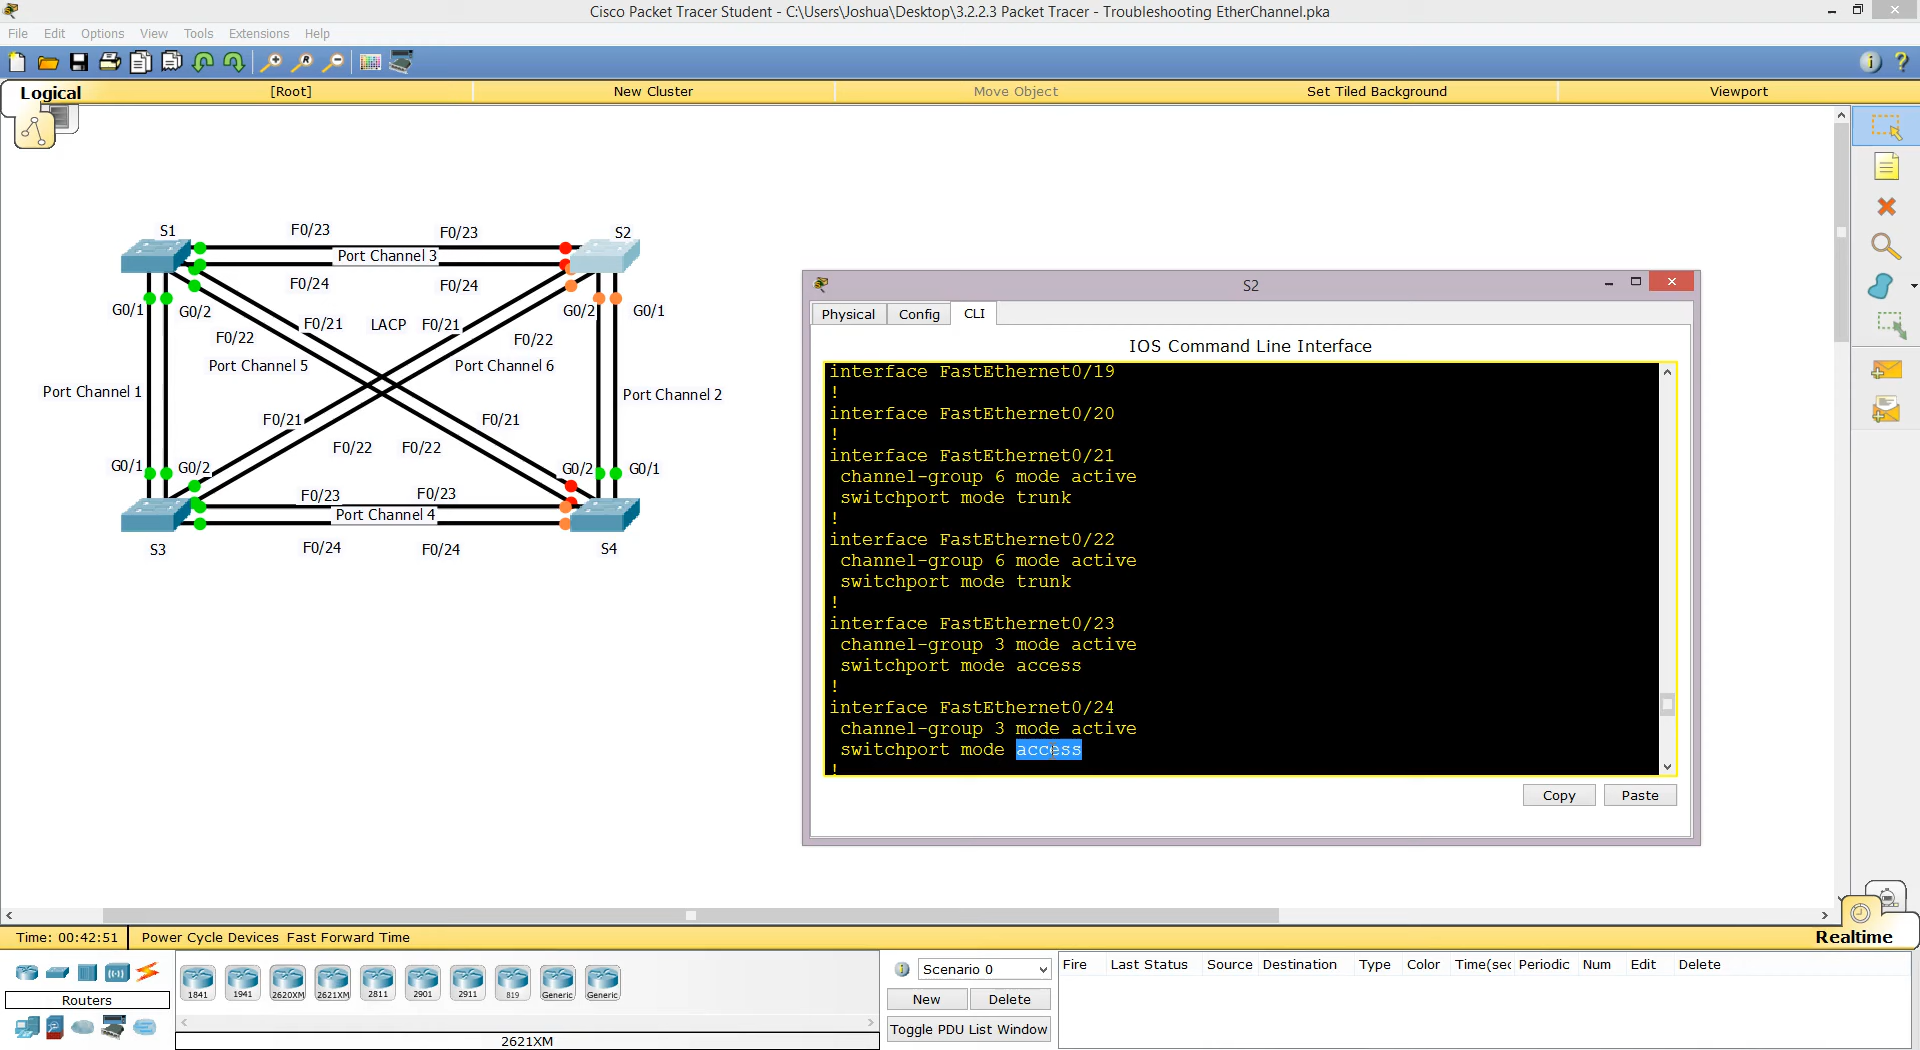 Cisco Packet Tracer Student - C:\Users\Joshua\Desktop\3.2.2.3 Packet Tracer - Troubleshooting EtherChannel.pka
File Edit Options View Tools Extensions Help
Logical [Root] New Cluster Move Object Set Tiled Background Viewport
S1 F0/23 F0/23 S2
Port Channel 3
F0/24 F0/24
G0/1 G0/2 G0/2 G0/1
F0/22 F0/21 LACP F0/21 F0/22
Port Channel 5 Port Channel 6
Port Channel 1 Port Channel 2
F0/21 F0/21
F0/22 F0/22
G0/1 G0/2 G0/2 G0/1
F0/23 F0/23
Port Channel 4
S3 F0/24 F0/24 S4
S2
Physical Config CLI
IOS Command Line Interface
interface FastEthernet0/19
!
interface FastEthernet0/20
!
interface FastEthernet0/21
channel-group 6 mode active
switchport mode trunk
!
interface FastEthernet0/22
channel-group 6 mode active
switchport mode trunk
!
interface FastEthernet0/23
channel-group 3 mode active
switchport mode access
!
interface FastEthernet0/24
channel-group 3 mode active
switchport mode access
!
Copy Paste
Time: 00:42:51 Power Cycle Devices Fast Forward Time Realtime
Routers
1841 1941 2620XM 2621XM 2811 2901 2911 819 Generic Generic
2621XM
Scenario 0
New Delete
Toggle PDU List Window
Fire Last Status Source Destination Type Color Time(sec Periodic Num Edit Delete